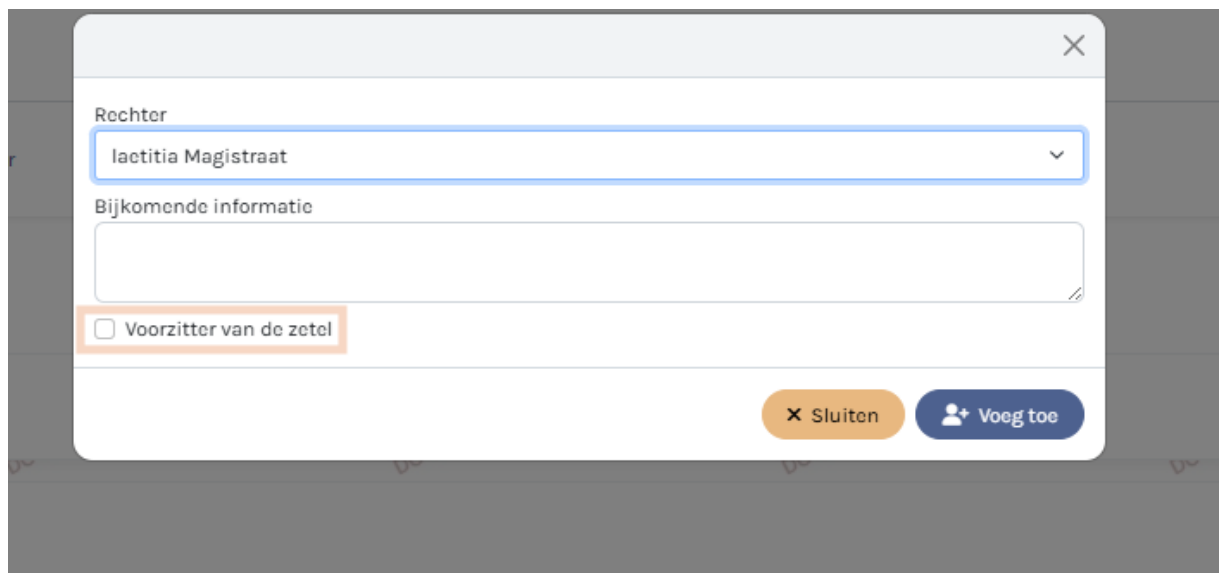 Rechter
laetitia Magistraat
Bijkomende informatie
Voorzitter van de zetel
Sluiten
Voeg toe